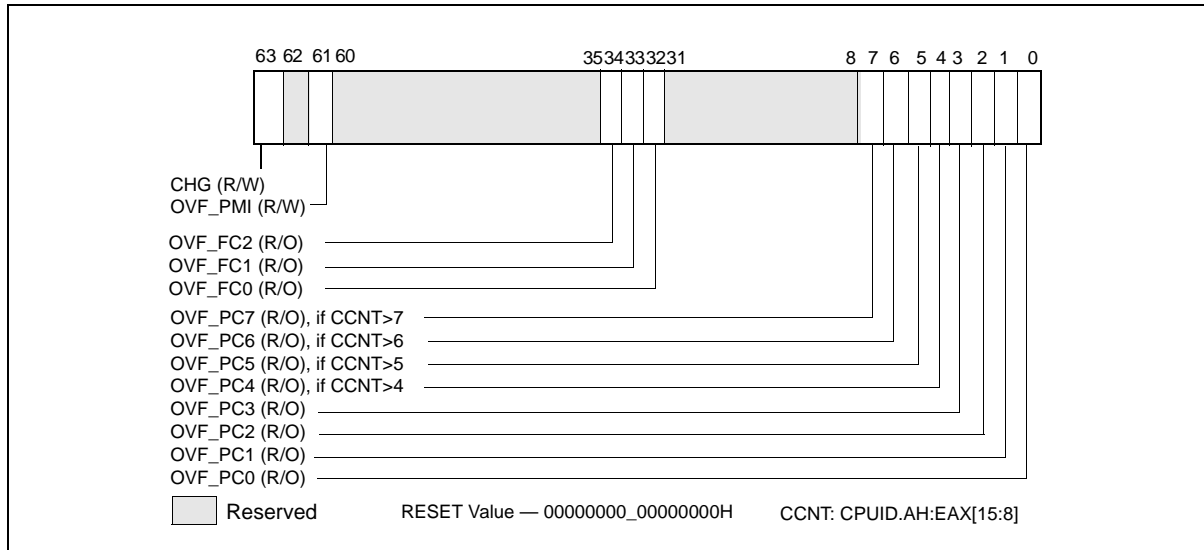 63 62 61 60 35 34 33 32 31 8 7 6 5 4 3 2 1 0
CHG (R/W)
OVF_PMI (R/W)
OVF_FC2 (R/O)
OVF_FC1 (R/O)
OVF_FC0 (R/O)
OVF_PC7 (R/O), if CCNT>7
OVF_PC6 (R/O), if CCNT>6
OVF_PC5 (R/O), if CCNT>5
OVF_PC4 (R/O), if CCNT>4
OVF_PC3 (R/O)
OVF_PC2 (R/O)
OVF_PC1 (R/O)
OVF_PC0 (R/O)
Reserved RESET Value — 00000000_00000000H CCNT: CPUID.AH:EAX[15:8]